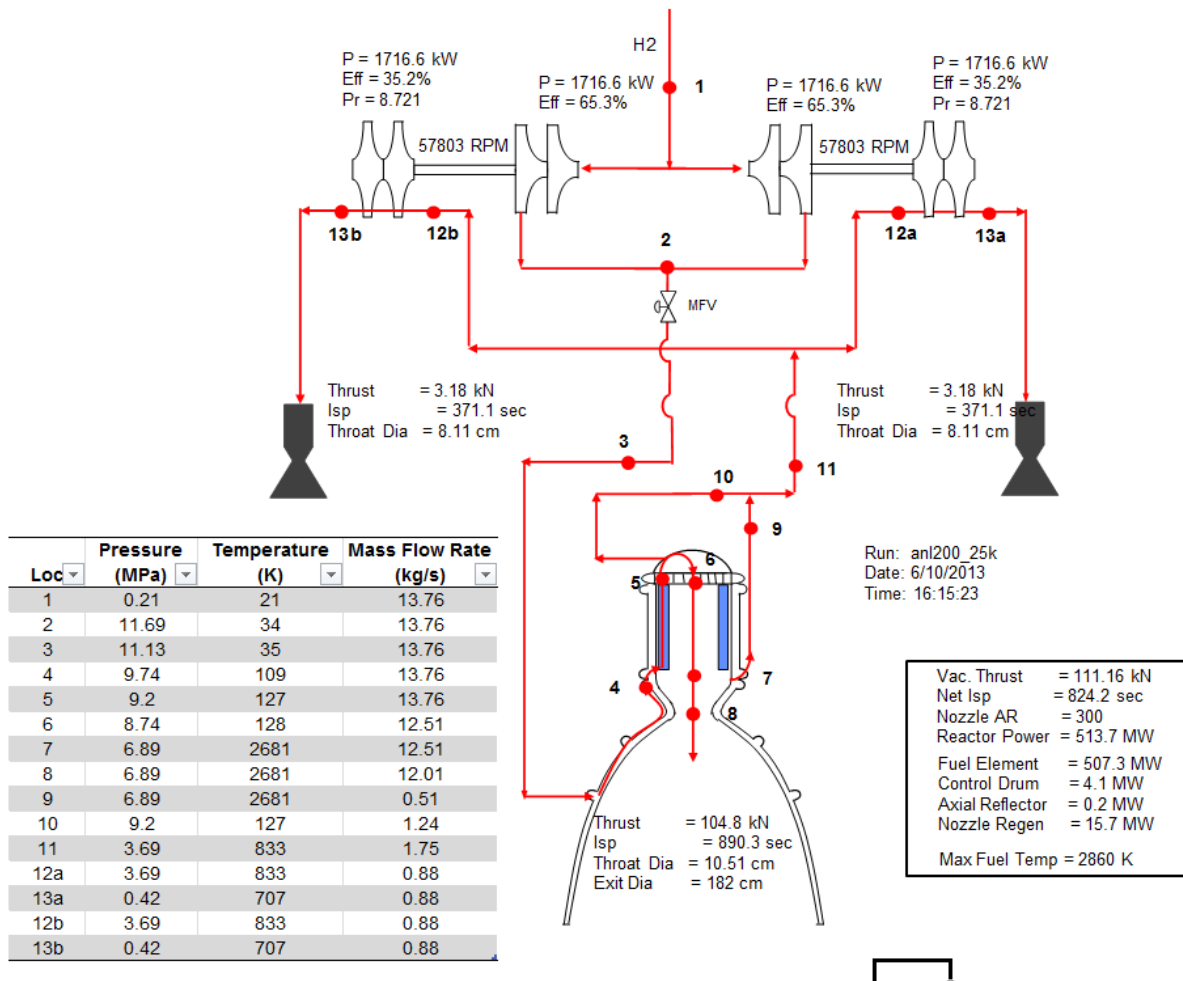 H2
P = 1716.6 kW
Eff = 35.2%
Pr = 8.721
P = 1716.6 kW
Eff = 65.3%
1
P = 1716.6 kW
Eff = 65.3%
P = 1716.6 kW
Eff = 35.2%
Pr = 8.721
57803 RPM
57803 RPM
13b
12b
2
12a
13a
MFV
Thrust = 3.18 kN
Isp = 371.1 sec
Throat Dia = 8.11 cm
Thrust = 3.18 kN
Isp = 371.1 sec
Throat Dia = 8.11 cm
3
11
10
9
6
5
7
4
8
Run: anl200_25k
Date: 6/10/2013
Time: 16:15:23
Loc Pressure (MPa) Temperature (K) Mass Flow Rate (kg/s)
1 0.21 21 13.76
2 11.69 34 13.76
3 11.13 35 13.76
4 9.74 109 13.76
5 9.2 127 13.76
6 8.74 128 12.51
7 6.89 2681 12.51
8 6.89 2681 12.01
9 6.89 2681 0.51
10 9.2 127 1.24
11 3.69 833 1.75
12a 3.69 833 0.88
13a 0.42 707 0.88
12b 3.69 833 0.88
13b 0.42 707 0.88
Thrust = 104.8 kN
Isp = 890.3 sec
Throat Dia = 10.51 cm
Exit Dia = 182 cm
Vac. Thrust = 111.16 kN
Net Isp = 824.2 sec
Nozzle AR = 300
Reactor Power = 513.7 MW
Fuel Element = 507.3 MW
Control Drum = 4.1 MW
Axial Reflector = 0.2 MW
Nozzle Regen = 15.7 MW
Max Fuel Temp = 2860 K